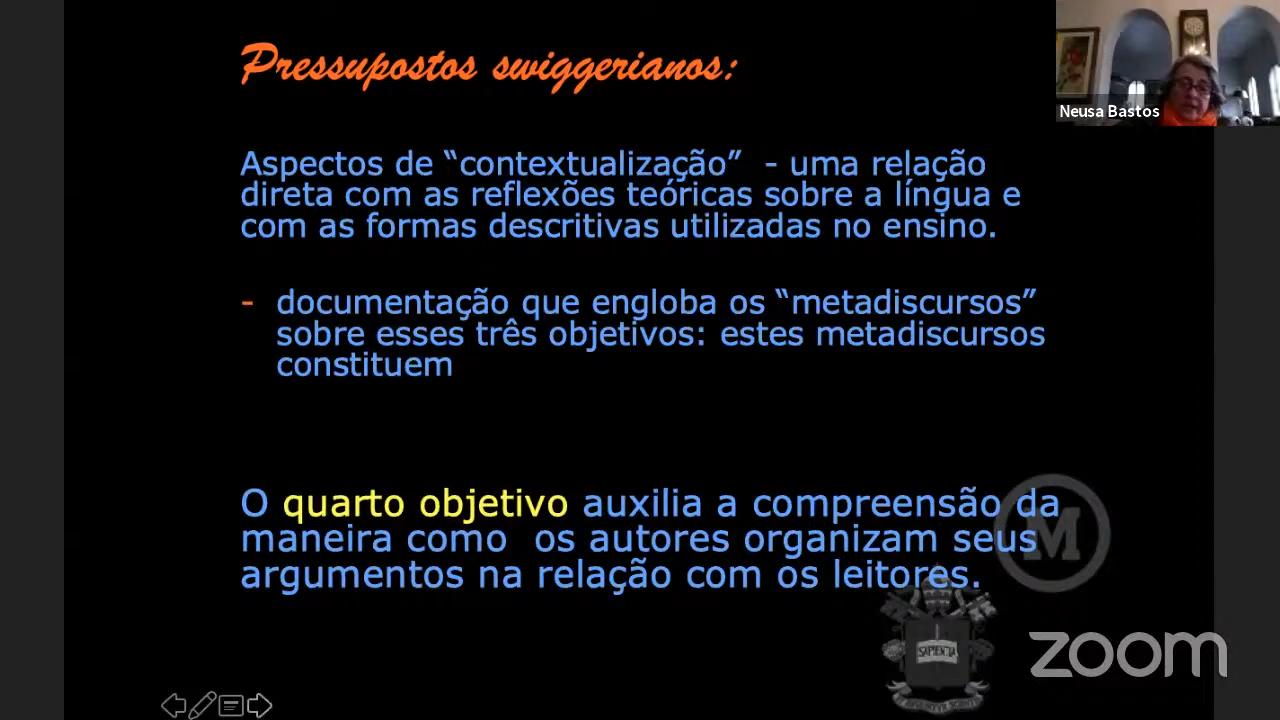 Pressupostos swiggerianos:
Neusa Bastos
Aspectos de “contextualização” - uma relação
direta com as reflexões teóricas sobre a língua e
com as formas descritivas utilizadas no ensino.
- documentação que engloba os “metadiscursos”
sobre esses três objetivos: estes metadiscursos
constituem
O quarto objetivo auxilia a compreensão da
maneira como os autores organizam seus
argumentos na relação com os leitores.
M
SAPIENTIA
zoom